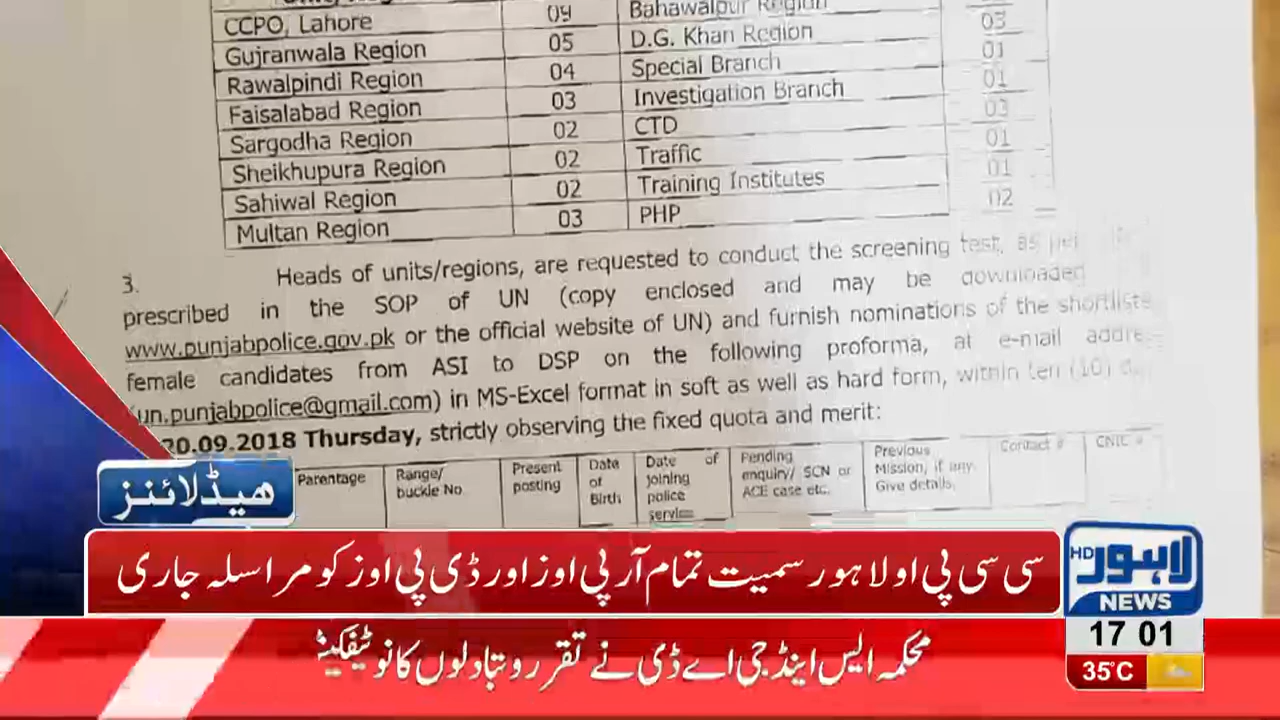 CCPO, Lahore 09 Bahawalpur Region
Gujranwala Region 05 D.G. Khan Region 03
Rawalpindi Region 04 Special Branch 01
Faisalabad Region 03 Investigation Branch 01
Sargodha Region 02 CTD 03
Sheikhupura Region 02 Traffic 01
Sahiwal Region 02 Training Institutes 01
Multan Region 03 PHP 02
3. Heads of units/regions, are requested to conduct the screening test, as
prescribed in the SOP of UN (copy enclosed and may be downloaded
www.punjabpolice.gov.pk or the official website of UN) and furnish nominations of the
female candidates from ASI to DSP on the following proforma, at e-mail
un.punjabpolice@gmail.com) in MS-Excel format in soft as well as hard form, within ten (10)
20.09.2018 Thursday, strictly observing the fixed quota and merit:
Parentage Range/ buckle No. Present posting Date of Birth Date of joining police service Pending enquiry/ SCN or ACE case etc. Previous Mission, if any. Give details. Contact # CNIC #
ہیڈلائنز
سی سی پی او لاہور سمیت تمام آر پی اوز اور ڈی پی اوز کو مراسلہ جاری
HD لاہور
NEWS
17 01
35°C
محکمہ ایس اینڈ جی اے ڈی نے تقرر و تبادلوں کا نوٹیفکیٹ